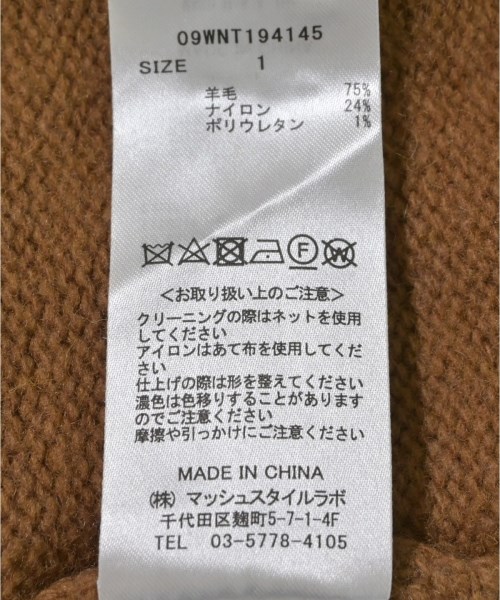 09WNT194145
SIZE 1
羊毛 75%
ナイロン 24%
ポリウレタン 1%
F W
<お取り扱い上のご注意>
クリーニングの際はネットを使用
してください
アイロンはあて布を使用してくだ
さい
仕上げの際は形を整えてください
濃色は色移りすることがあります
のでご注意ください
摩擦や引っかけにご注意ください
MADE IN CHINA
(株) マッシュスタイルラボ
千代田区麹町5-7-1-4F
TEL 03-5778-4105